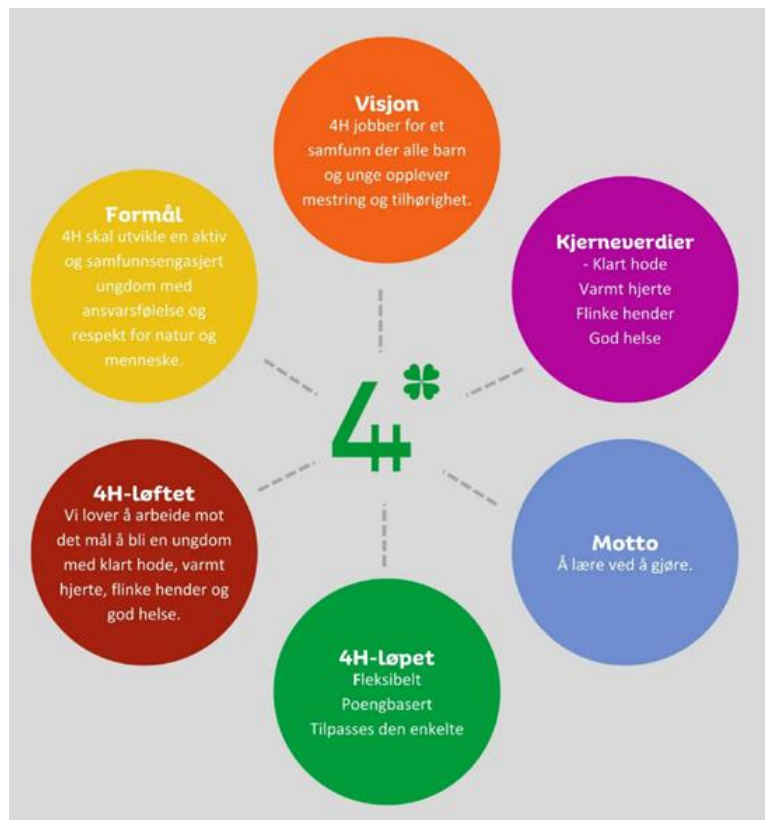 Visjon
4H jobber for et
samfunn der alle barn
og unge opplever
mestring og tilhørighet.
Formål
4H skal utvikle en aktiv
og samfunnsengasjert
ungdom med
ansvarsfølelse og
respekt for natur og
menneske.
Kjerneverdier
- Klart hode
Varmt hjerte
Flinke hender
God helse
4H
4H-løftet
Vi lover å arbeide mot
det mål å bli en ungdom
med klart hode, varmt
hjerte, flinke hender og
god helse.
Motto
Å lære ved å gjøre.
4H-løpet
Fleksibelt
Poengbasert
Tilpasses den enkelte